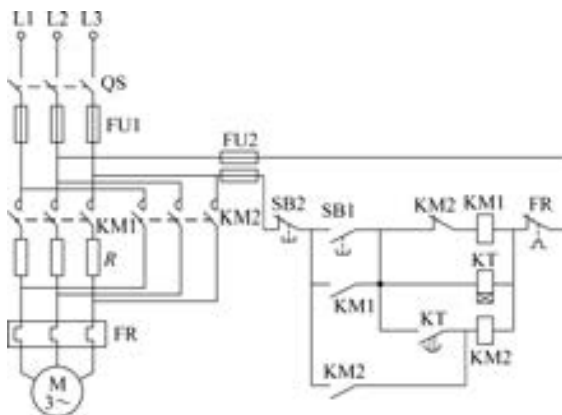 L1 L2 L3
QS
FU1
FU2
SB2 SB1 KM2 KM1 FR
KM1 KM2
R
KT
KM1
KT
FR
KM2
KM2
M
3~